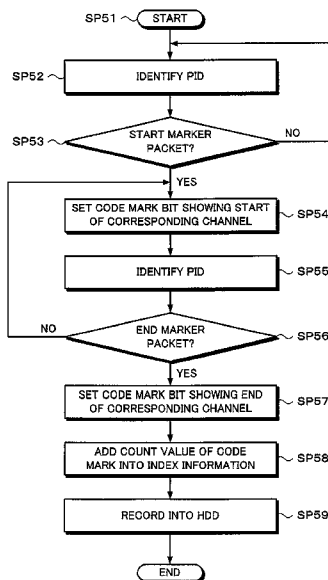 SP51
START
SP52
IDENTIFY PID
SP53
START MARKER
PACKET?
NO
YES
SET CODE MARK BIT SHOWING START
OF CORRESPONDING CHANNEL
SP54
IDENTIFY PID
SP55
NO
END MARKER
PACKET?
SP56
YES
SET CODE MARK BIT SHOWING END
OF CORRESPONDING CHANNEL
SP57
ADD COUNT VALUE OF CODE
MARK INTO INDEX INFORMATION
SP58
RECORD INTO HDD
SP59
END